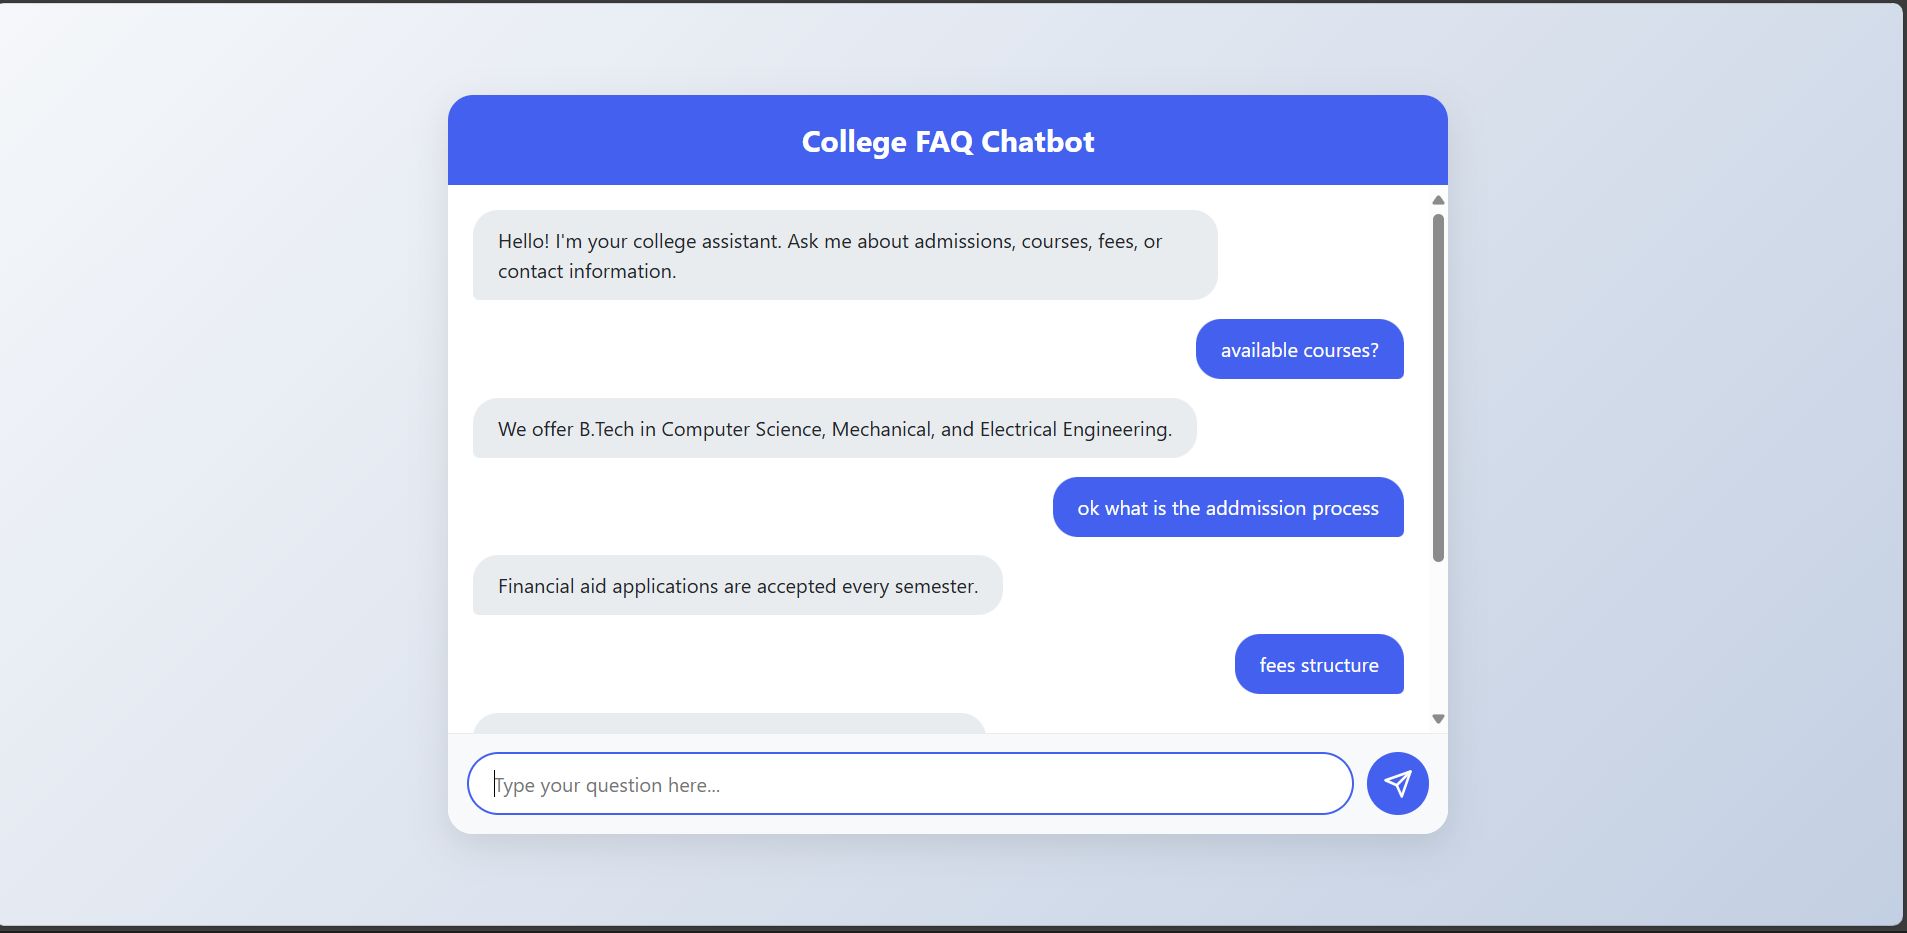 College FAQ Chatbot
Hello! I'm your college assistant. Ask me about admissions, courses, fees, or
contact information.
available courses?
We offer B.Tech in Computer Science, Mechanical, and Electrical Engineering.
ok what is the addmission process
Financial aid applications are accepted every semester.
fees structure
Type your question here...